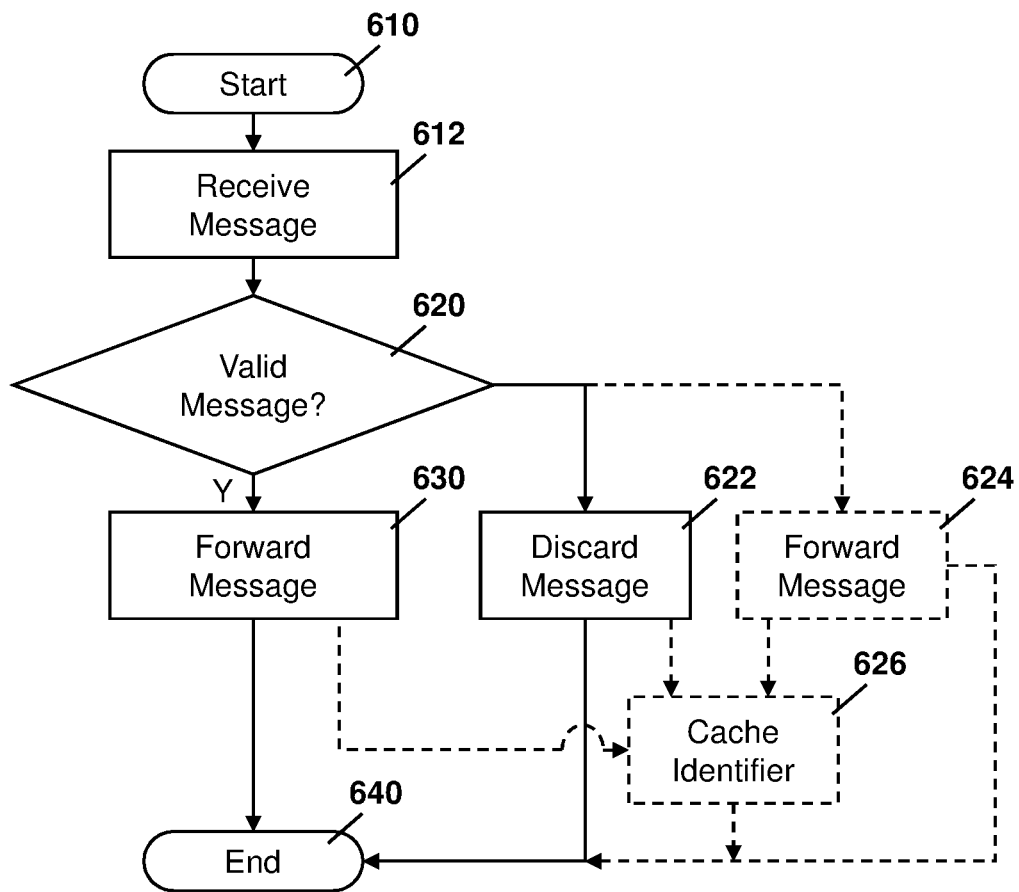 610
Start
612
Receive
Message
620
Valid
Message?
Y
630
Forward
Message
622
Discard
Message
624
Forward
Message
626
Cache
Identifier
640
End